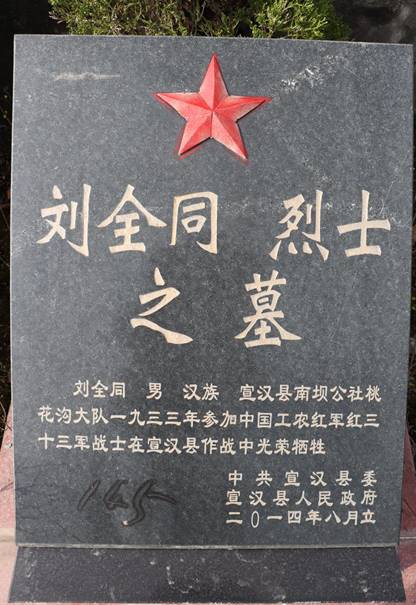 刘全同 烈士
之墓
刘全同 男 汉族 宣汉县南坝公社桃
花沟大队一九三三年参加中国工农红军红三
十三军战士在宣汉县作战中光荣牺牲
中共宣汉县委
宣汉县人民政府
二〇一四年八月立
145